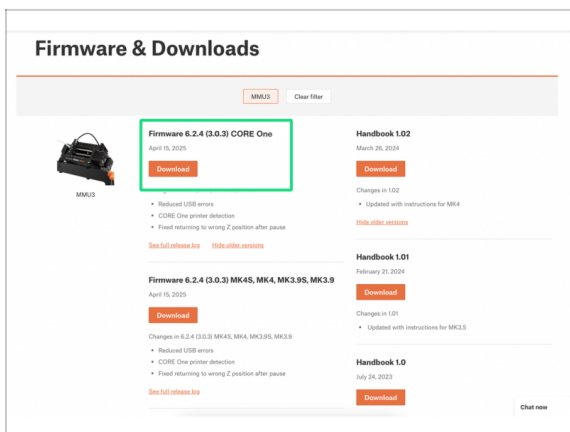 Firmware & Downloads
MMU3
Clear filter
MMU3
Firmware 6.2.4 (3.0.3) CORE One
April 15, 2025
Download
Reduced USB errors
CORE One printer detection
Fixed returning to wrong Z position after pause
See full release log
Hide older versions
Firmware 6.2.4 (3.0.3) MK4S, MK4, MK3.9S, MK3.9
April 15, 2025
Download
Changes in 6.2.4 (3.0.3) MK4S, MK4, MK3.9S, MK3.9
Reduced USB errors
CORE One printer detection
Fixed returning to wrong Z position after pause
See full release log
Handbook 1.02
March 26, 2024
Download
Changes in 1.02
Updated with instructions for MK4
Hide older versions
Handbook 1.01
February 21, 2024
Download
Changes in 1.01
Updated with instructions for MK3.5
Handbook 1.0
July 24, 2023
Download
Chat now